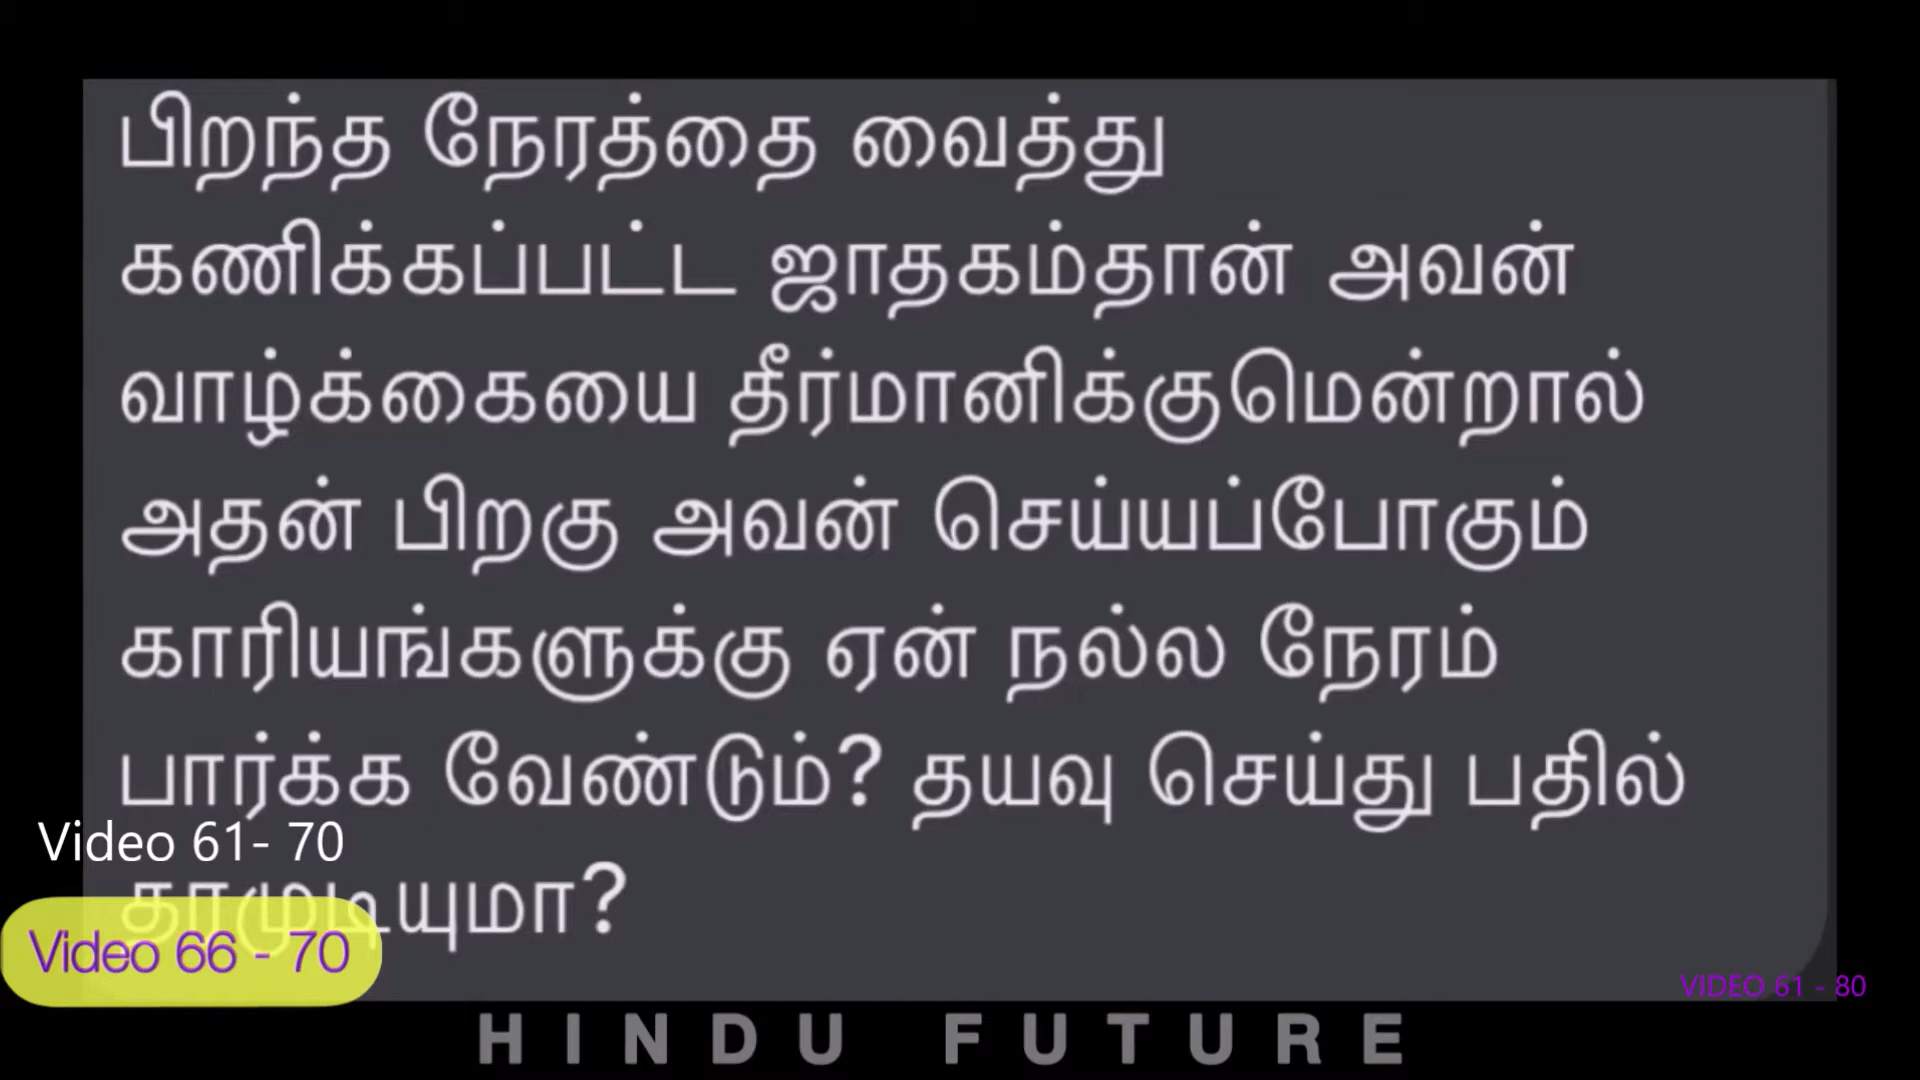 பிறந்த நேரத்தை வைத்து
கணிக்கப்பட்ட ஜாதகம்தான் அவன்
வாழ்க்கையை தீர்மானிக்குமென்றால்
அதன் பிறகு அவன் செய்யப்போகும்
காரியங்களுக்கு ஏன் நல்ல நேரம்
பார்க்க வேண்டும்? தயவு செய்து பதில்
Video 61- 70
தரமுடியுமா?
Video 66 - 70
VIDEO 61 - 80
HINDU FUTURE